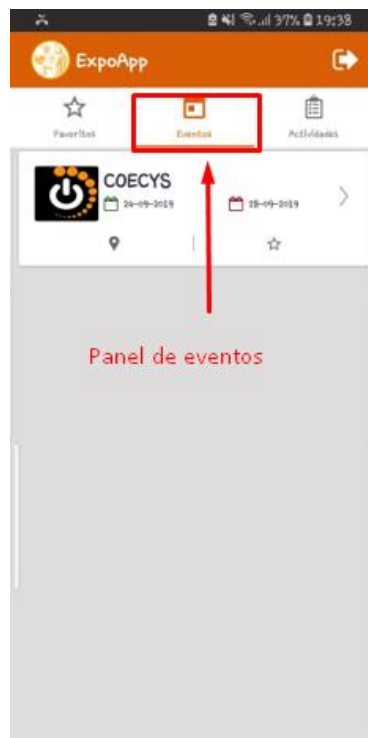 37% 19:38
ExpoApp
Favoritos Eventos Actividades
COECYS
24-09-2019 28-09-2019
Panel de eventos